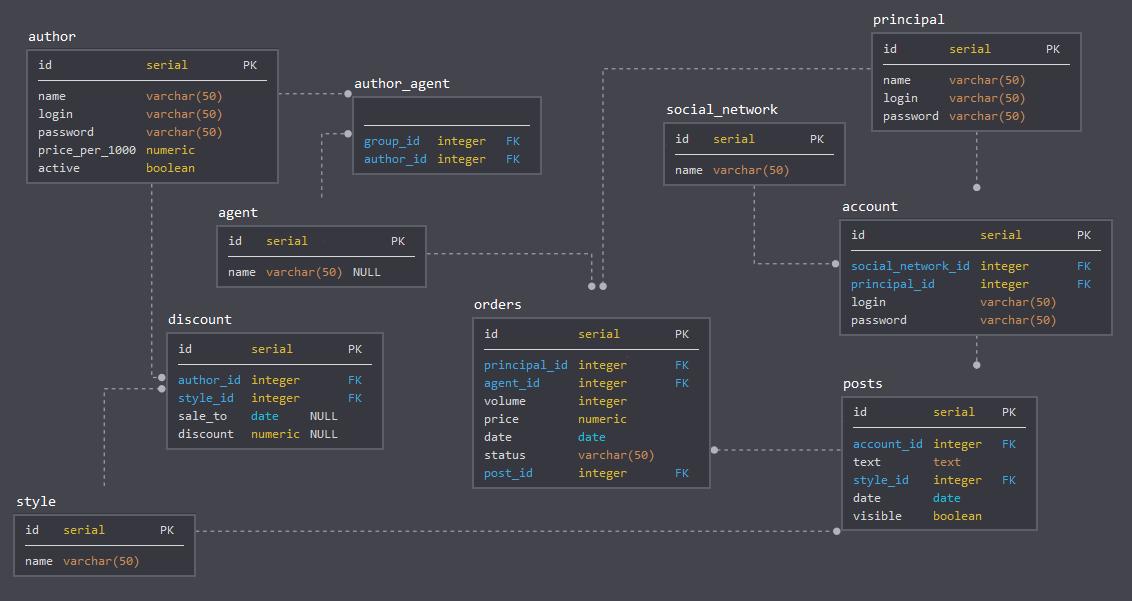 author
id serial PK
name varchar(50)
login varchar(50)
password varchar(50)
price_per_1000 numeric
active boolean
author_agent
group_id integer FK
author_id integer FK
principal
id serial PK
name varchar(50)
login varchar(50)
password varchar(50)
social_network
id serial PK
name varchar(50)
agent
id serial PK
name varchar(50) NULL
account
id serial PK
social_network_id integer FK
principal_id integer FK
login varchar(50)
password varchar(50)
discount
id serial PK
author_id integer FK
style_id integer FK
sale_to date NULL
discount numeric NULL
orders
id serial PK
principal_id integer FK
agent_id integer FK
volume integer
price numeric
date date
status varchar(50)
post_id integer FK
posts
id serial PK
account_id integer FK
text text
style_id integer FK
date date
visible boolean
style
id serial PK
name varchar(50)